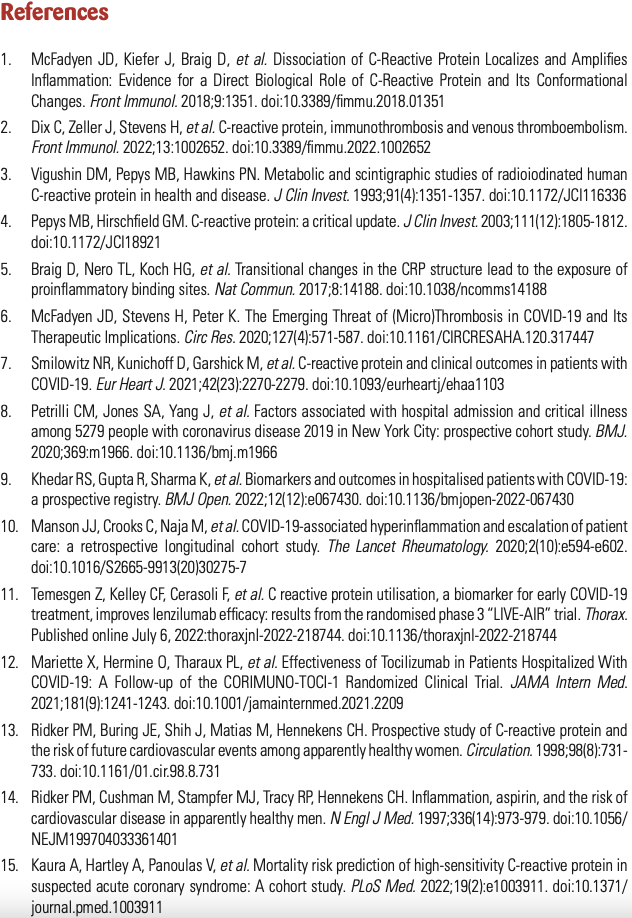 References
1. McFadyen JD, Kiefer J, Braig D, et al. Dissociation of C-Reactive Protein Localizes and Amplifies
Inflammation: Evidence for a Direct Biological Role of C-Reactive Protein and Its Conformational
Changes. Front Immunol. 2018;9:1351. doi:10.3389/fimmu.2018.01351
2. Dix C, Zeller J, Stevens H, et al. C-reactive protein, immunothrombosis and venous thromboembolism.
Front Immunol. 2022;13:1002652. doi:10.3389/fimmu.2022.1002652
3. Vigushin DM, Pepys MB, Hawkins PN. Metabolic and scintigraphic studies of radioiodinated human
C-reactive protein in health and disease. J Clin Invest. 1993;91(4):1351-1357. doi:10.1172/JCI116336
4. Pepys MB, Hirschfield GM. C-reactive protein: a critical update. J Clin Invest. 2003;111(12):1805-1812.
doi:10.1172/JCI18921
5. Braig D, Nero TL, Koch HG, et al. Transitional changes in the CRP structure lead to the exposure of
proinflammatory binding sites. Nat Commun. 2017;8:14188. doi:10.1038/ncomms14188
6. McFadyen JD, Stevens H, Peter K. The Emerging Threat of (Micro)Thrombosis in COVID-19 and Its
Therapeutic Implications. Circ Res. 2020;127(4):571-587. doi:10.1161/CIRCRESAHA.120.317447
7. Smilowitz NR, Kunichoff D, Garshick M, et al. C-reactive protein and clinical outcomes in patients with
COVID-19. Eur Heart J. 2021;42(23):2270-2279. doi:10.1093/eurheartj/ehaa1103
8. Petrilli CM, Jones SA, Yang J, et al. Factors associated with hospital admission and critical illness
among 5279 people with coronavirus disease 2019 in New York City: prospective cohort study. BMJ.
2020;369:m1966. doi:10.1136/bmj.m1966
9. Khedar RS, Gupta R, Sharma K, et al. Biomarkers and outcomes in hospitalised patients with COVID-19:
a prospective registry. BMJ Open. 2022;12(12):e067430. doi:10.1136/bmjopen-2022-067430
10. Manson JJ, Crooks C, Naja M, et al. COVID-19-associated hyperinflammation and escalation of patient
care: a retrospective longitudinal cohort study. The Lancet Rheumatology. 2020;2(10):e594-e602.
doi:10.1016/S2665-9913(20)30275-7
11. Temesgen Z, Kelley CF, Cerasoli F, et al. C reactive protein utilisation, a biomarker for early COVID-19
treatment, improves lenzilumab efficacy: results from the randomised phase 3 “LIVE-AIR” trial. Thorax.
Published online July 6, 2022:thoraxjnl-2022-218744. doi:10.1136/thoraxjnl-2022-218744
12. Mariette X, Hermine O, Tharaux PL, et al. Effectiveness of Tocilizumab in Patients Hospitalized With
COVID-19: A Follow-up of the CORIMUNO-TOCI-1 Randomized Clinical Trial. JAMA Intern Med.
2021;181(9):1241-1243. doi:10.1001/jamainternmed.2021.2209
13. Ridker PM, Buring JE, Shih J, Matias M, Hennekens CH. Prospective study of C-reactive protein and
the risk of future cardiovascular events among apparently healthy women. Circulation. 1998;98(8):731-
733. doi:10.1161/01.cir.98.8.731
14. Ridker PM, Cushman M, Stampfer MJ, Tracy RP, Hennekens CH. Inflammation, aspirin, and the risk of
cardiovascular disease in apparently healthy men. N Engl J Med. 1997;336(14):973-979. doi:10.1056/
NEJM199704033361401
15. Kaura A, Hartley A, Panoulas V, et al. Mortality risk prediction of high-sensitivity C-reactive protein in
suspected acute coronary syndrome: A cohort study. PLoS Med. 2022;19(2):e1003911. doi:10.1371/
journal.pmed.1003911